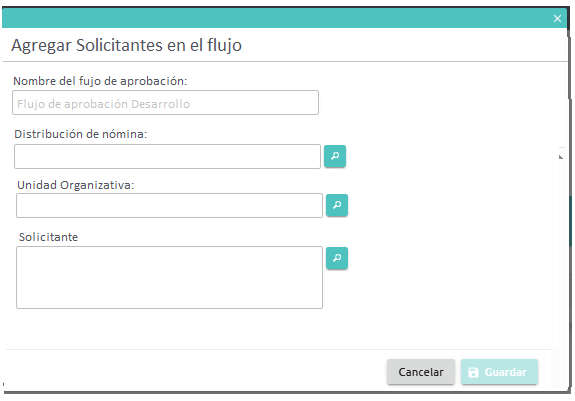 Agregar Solicitantes en el flujo
Nombre del fujo de aprobación:
Flujo de aprobación Desarrollo
Distribución de nómina:
Unidad Organizativa:
Solicitante
Cancelar
Guardar